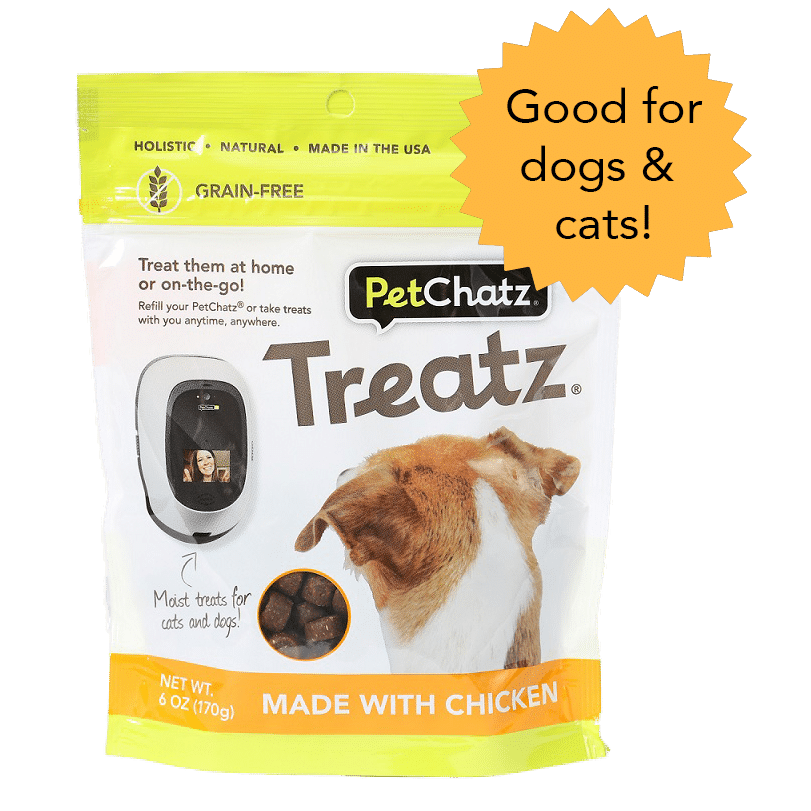 Good for
dogs &
cats!
HOLISTIC • NATURAL • MADE IN THE USA
GRAIN-FREE
Treat them at home
or on-the-go!
Refill your PetChatz® or take treats
with you anytime, anywhere.
PetChatz®
Treatz®
PetChatz
Moist treats for
cats and dogs!
NET WT.
6 OZ (170g)
MADE WITH CHICKEN